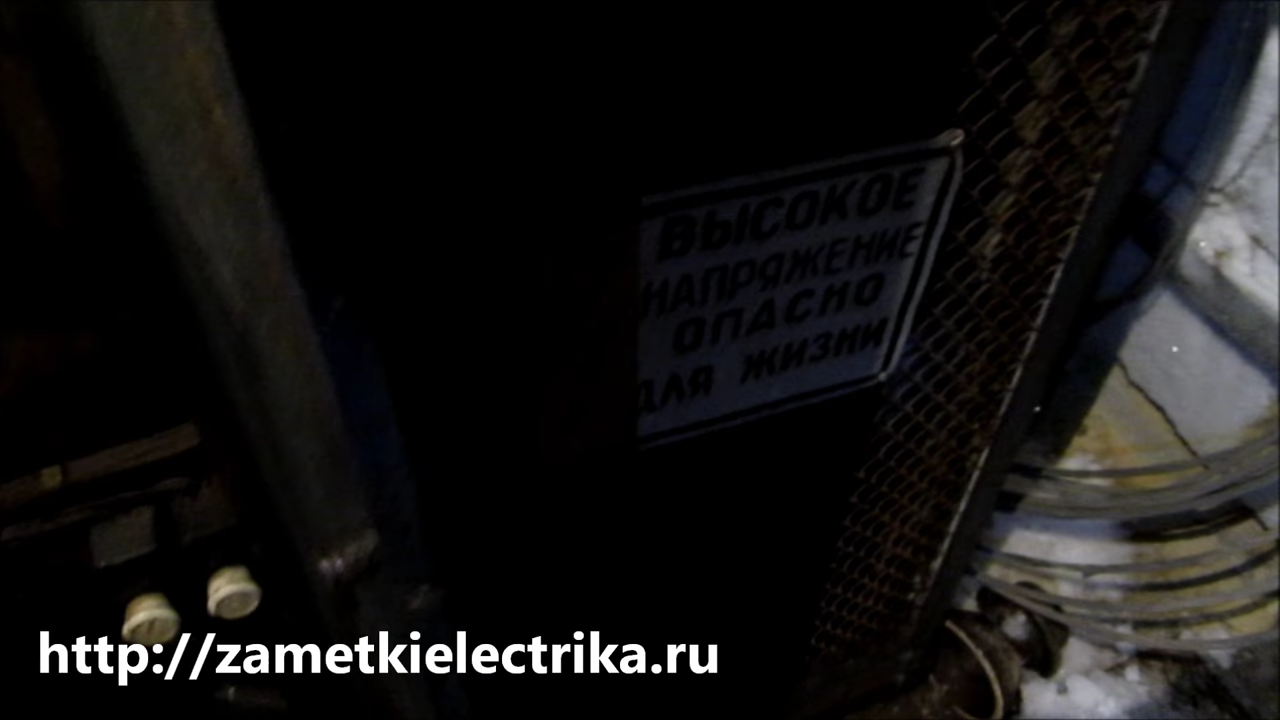 ВЫСОКОЕ
НАПРЯЖЕНИЕ
ОПАСНО
ДЛЯ ЖИЗНИ
http://zametkielectrika.ru